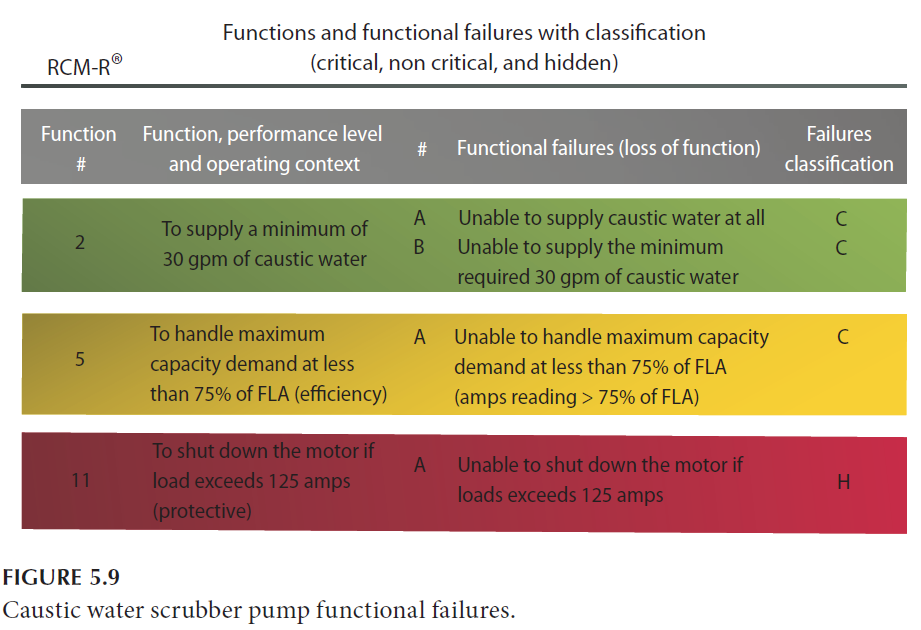 Functions and functional failures with classification
(critical, non critical, and hidden)
RCM-R®
Function
#
Function, performance level
and operating context
#
Functional failures (loss of function)
Failures
classification
2
To supply a minimum of
30 gpm of caustic water
A
Unable to supply caustic water at all
C
B
Unable to supply the minimum
required 30 gpm of caustic water
C
5
To handle maximum
capacity demand at less
than 75% of FLA (efficiency)
A
Unable to handle maximum capacity
demand at less than 75% of FLA
(amps reading > 75% of FLA)
C
11
To shut down the motor if
load exceeds 125 amps
(protective)
A
Unable to shut down the motor if
loads exceeds 125 amps
H
FIGURE 5.9
Caustic water scrubber pump functional failures.